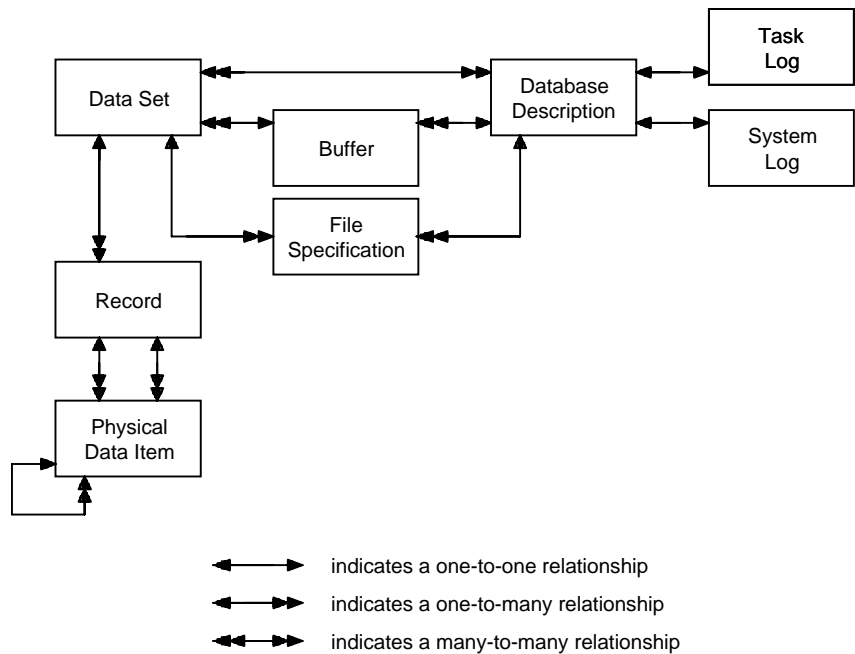 Task
Log
Data Set
Database
Description
System
Log
Buffer
File
Specification
Record
Physical
Data Item
indicates a one-to-one relationship
indicates a one-to-many relationship
indicates a many-to-many relationship